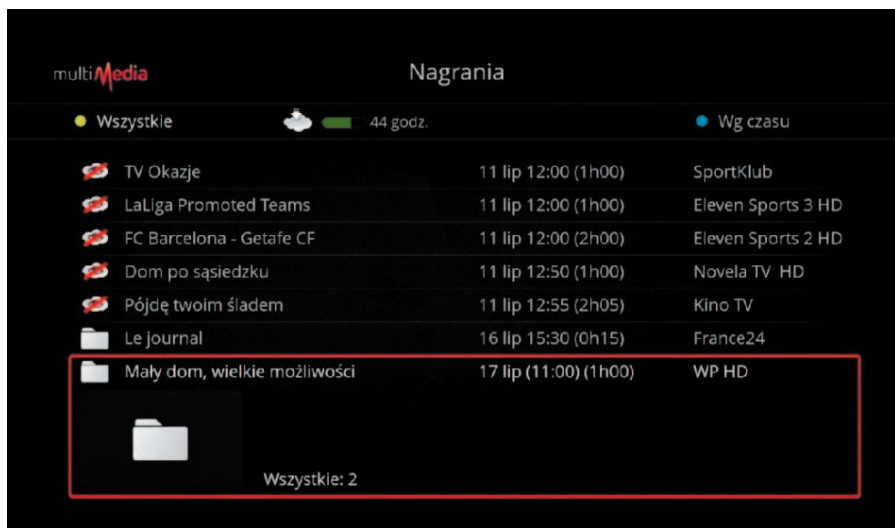 multiMedia Nagrania
Wszystkie 44 godz. Wg czasu
TV Okazje 11 lip 12:00 (1h00) SportKlub
LaLiga Promoted Teams 11 lip 12:00 (1h00) Eleven Sports 3 HD
FC Barcelona - Getafe CF 11 lip 12:00 (2h00) Eleven Sports 2 HD
Dom po sąsiedzku 11 lip 12:50 (1h00) Novela TV HD
Pójdę twoim śladem 11 lip 12:55 (2h05) Kino TV
Le journal 16 lip 15:30 (0h15) France24
Mały dom, wielkie możliwości 17 lip (11:00) (1h00) WP HD
Wszystkie: 2